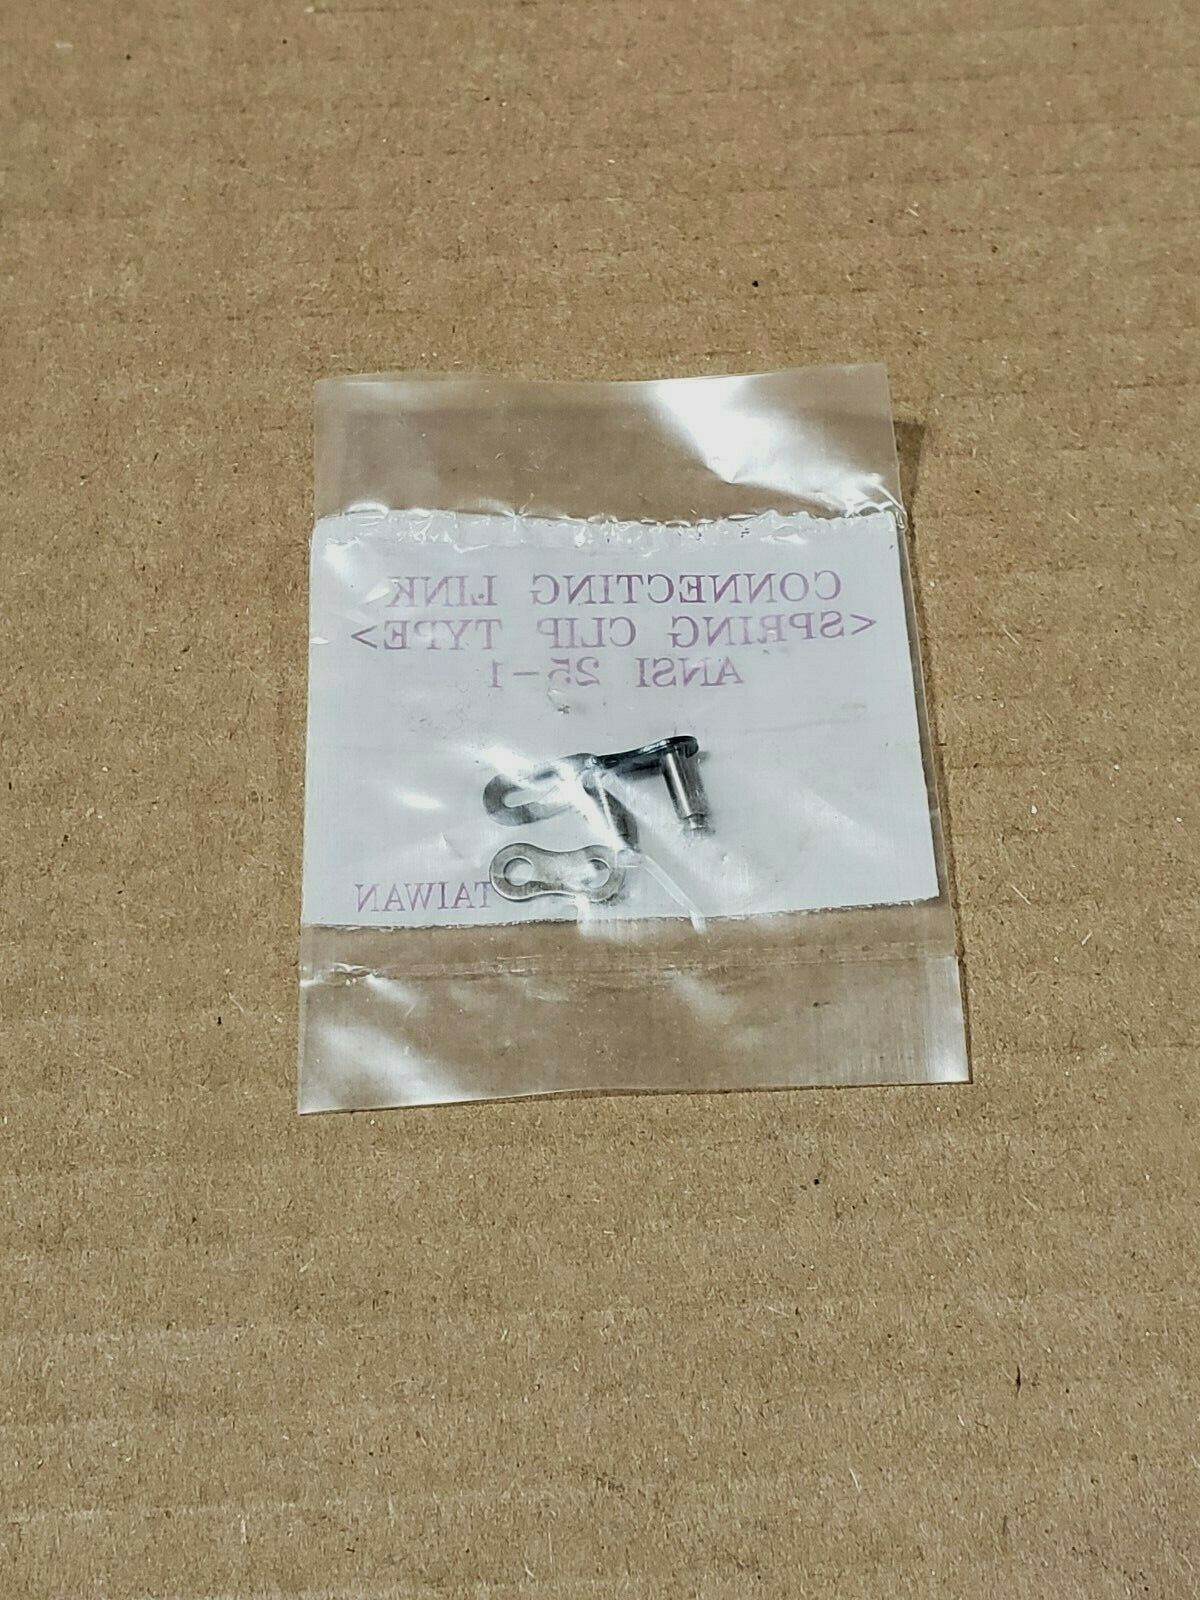 CONNECTING LINK
<SPRING CLIP TYPE>
ANSI 25-1
TAIWAN